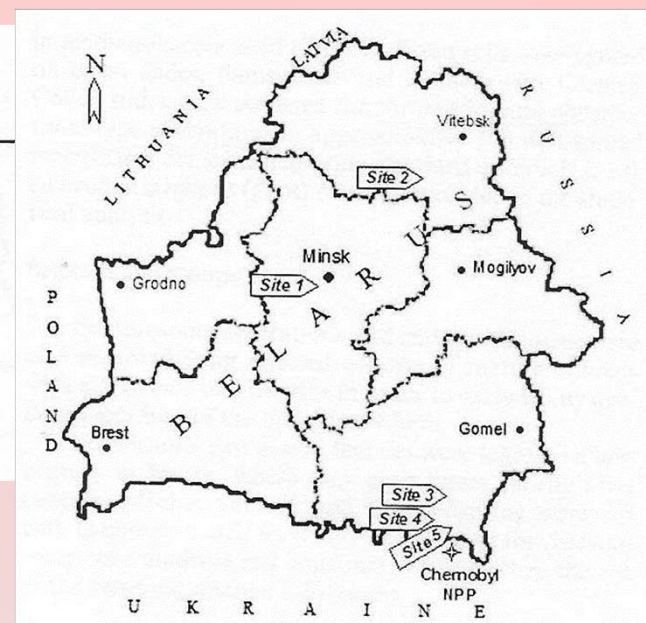 N
LATVIA
LITHUANIA
RUSSIA
POLAND
BELARUS
UKRAINE
Vitebsk
Site 2
Minsk
Mogilyov
Site 1
Grodno
Brest
Gomel
Site 3
Site 4
Site 5
Chernobyl
NPP